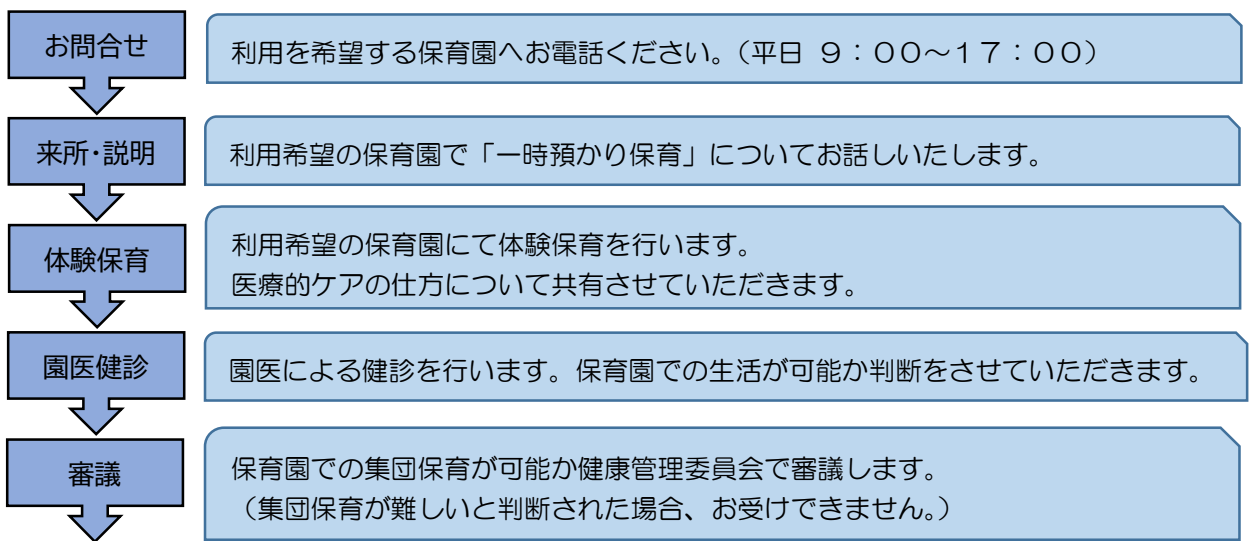 お問合せ
利用を希望する保育園へお電話ください。（平日 ９：００～１７：００）
来所・説明
利用希望の保育園で「一時預かり保育」についてお話しいたします。
体験保育
利用希望の保育園にて体験保育を行います。
医療的ケアの仕方について共有させていただきます。
園医健診
園医による健診を行います。保育園での生活が可能か判断をさせていただきます。
審議
保育園での集団保育が可能か健康管理委員会で審議します。
（集団保育が難しいと判断された場合、お受けできません。）